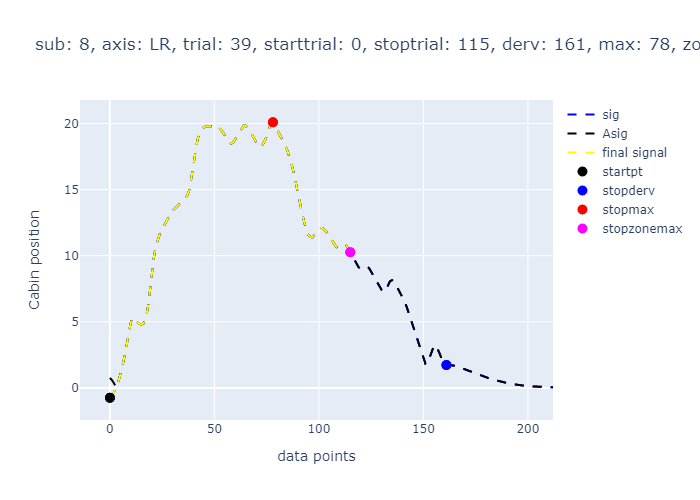 sub: 8, axis: LR, trial: 39, starttrial: 0, stoptrial: 115, derv: 161, max: 78, zo
20
15
10
5
0
0
50
100
150
200
Cabin position
data points
sig
Asig
final signal
startpt
stopderv
stopmax
stopzonemax